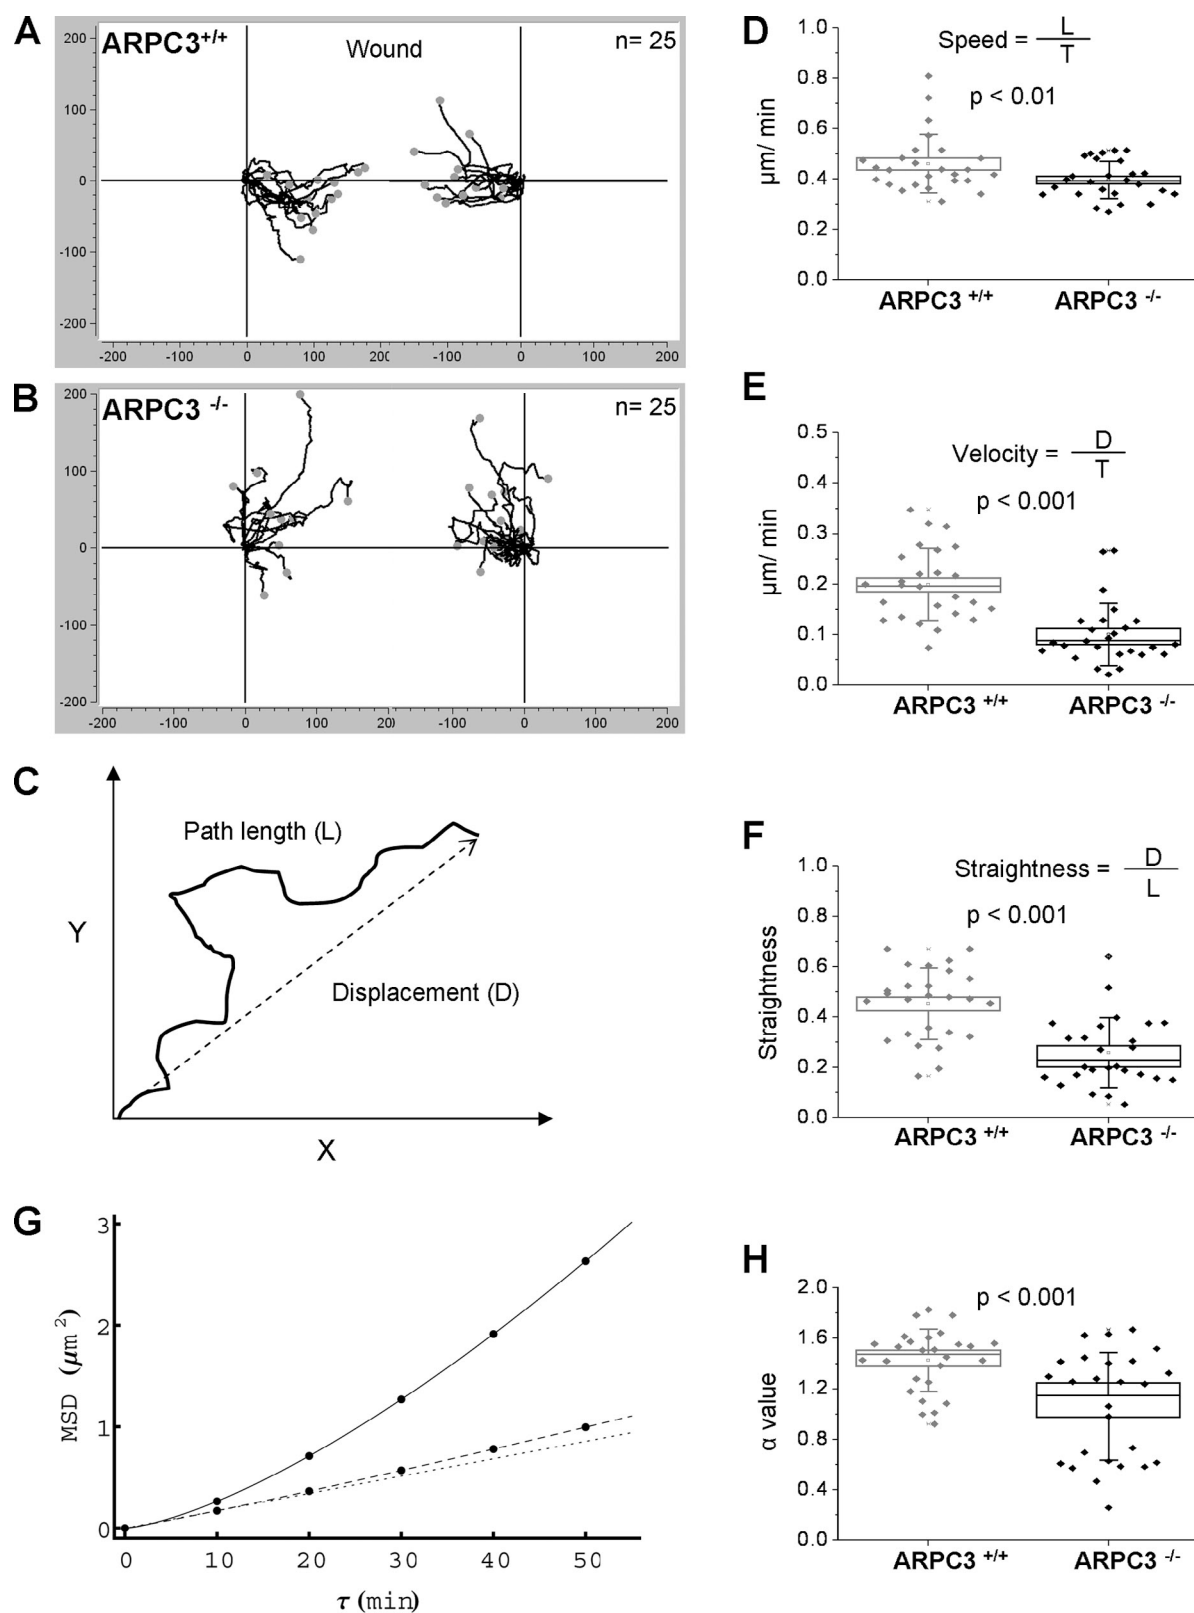 A
ARPC3+/+
Wound
n= 25
200
100
0
-100
-200
-200 -100 0 100 200 -100 0 100 200
B
ARPC3 -/-
n= 25
200
100
0
-100
-200
-200 -100 0 100 -200 -100 0 100 200
C
Path length (L)
Y
Displacement (D)
X
G
3
2
1
0
MSD (μm 2)
0 10 20 30 40 50
τ (min)
D
1.0
0.8
0.6
0.4
0.2
0.0
μm/ min
Speed = L
T
p < 0.01
ARPC3 +/+ ARPC3 -/-
E
0.5
0.4
0.3
0.2
0.1
0.0
μm/ min
Velocity = D
T
p < 0.001
ARPC3 +/+ ARPC3 -/-
F
1.0
0.8
0.6
0.4
0.2
0.0
Straightness
Straightness = D
L
p < 0.001
ARPC3 +/+ ARPC3 -/-
H
2.0
1.6
1.2
0.8
0.4
0.0
α value
p < 0.001
ARPC3 +/+ ARPC3 -/-